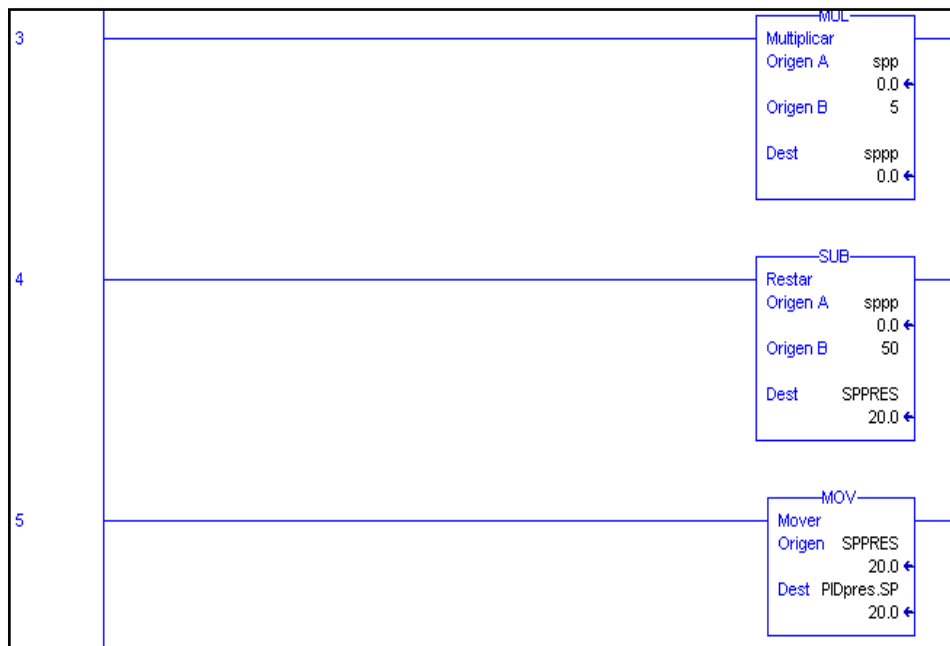 3
MUL
Multiplicar
Origen A spp
0.0
Origen B 5
Dest sppp
0.0
4
SUB
Restar
Origen A sppp
0.0
Origen B 50
Dest SPPRES
20.0
5
MOV
Mover
Origen SPPRES
20.0
Dest PIDpres.SP
20.0